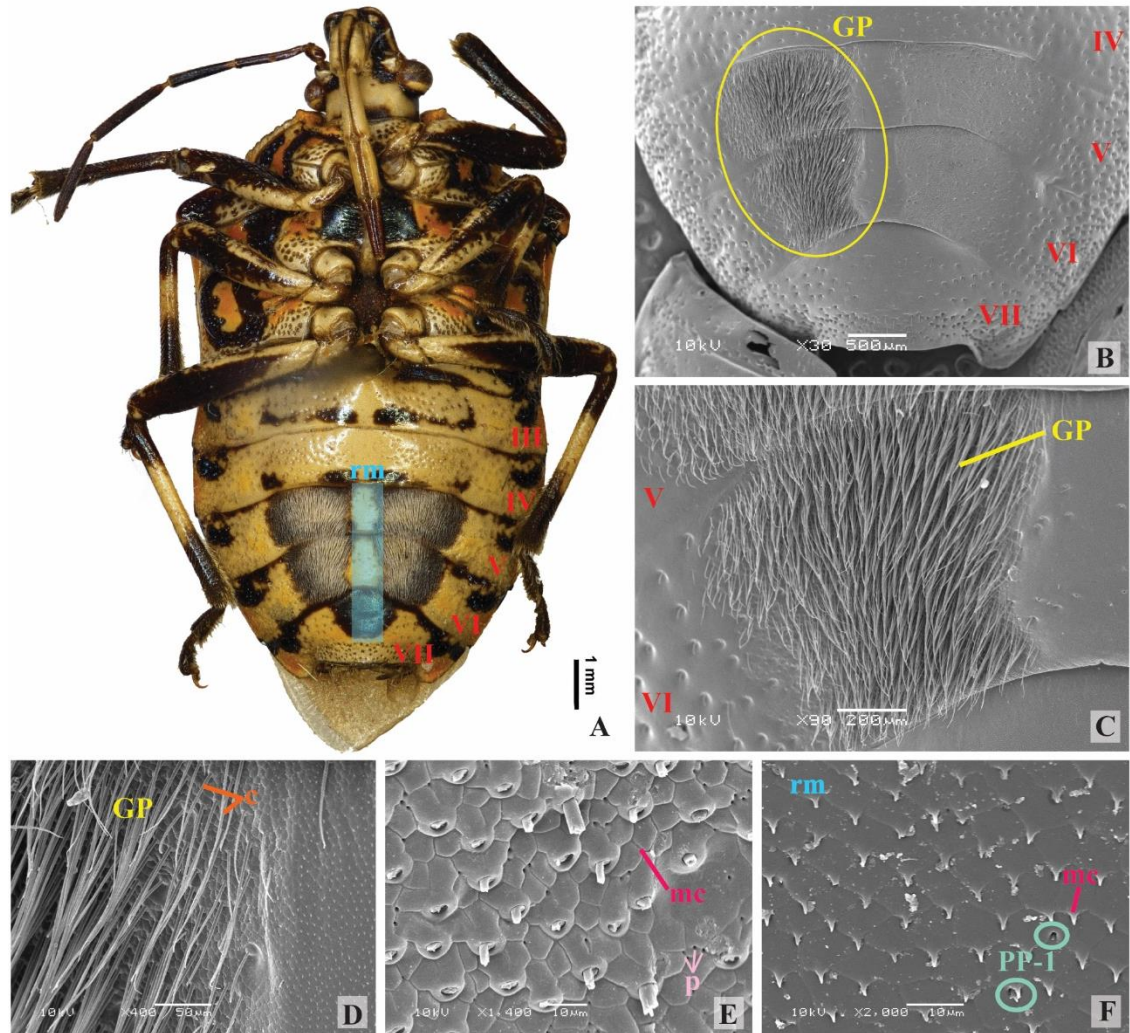 III
rm
IV
V
VI
VII
1 mm
A
GP
IV
V
VI
VII
10kV X30 500µm
B
GP
V
VI
10kV X90 200µm
C
GP
c
10kV X400 50µm
D
mc
p
10kV X1,400 10µm
E
rm
mc
PP-1
10kV X2,000 10µm
F